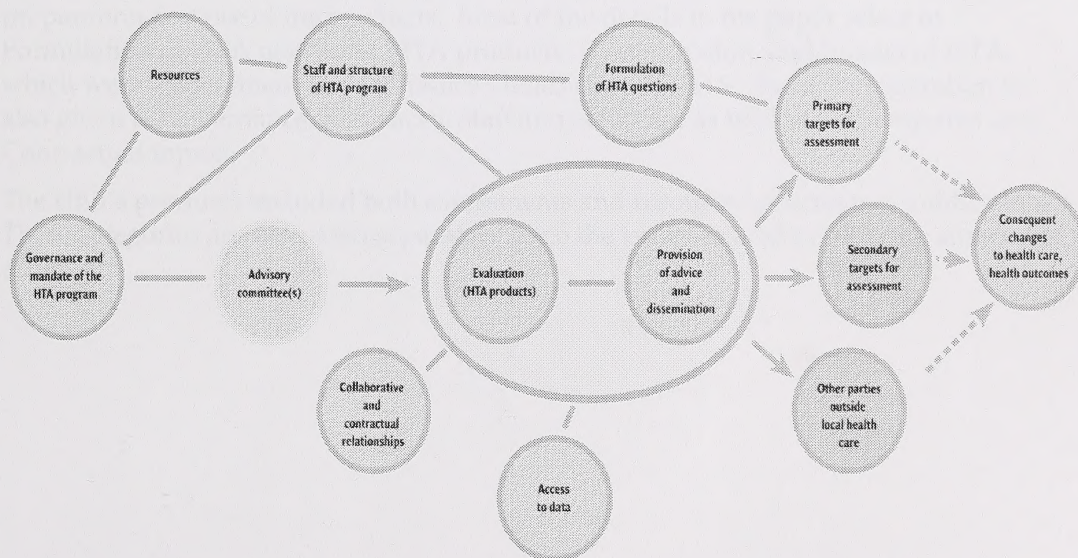 Resources
Staff and structure
of HTA program
Formulation
of HTA questions
Primary
targets for
assessment
Governance and
mandate of the
HTA program
Advisory
committee(s)
Evaluation
(HTA products)
Provision
of advice
and
dissemination
Secondary
targets for
assessment
Consequent
changes
to health care,
health outcomes
Collaborative
and
contractual
relationships
Other parties
outside
local health
care
Access
to data